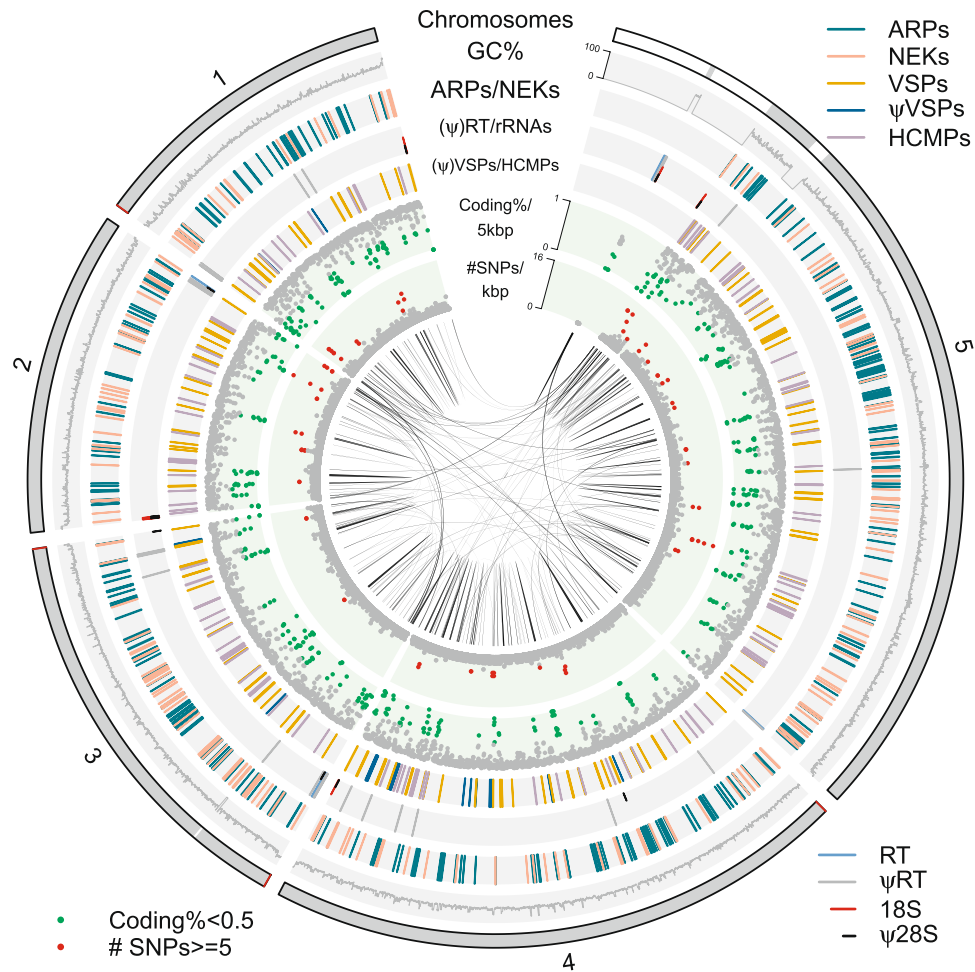 Chromosomes
GC%
ARPs/NEKs
(ψ)RT/rRNAs
(ψ)VSPs/HCMPs
Coding%/
5kbp
#SNPs/
kbp
100
0
1
0
16
0
ARPs
NEKs
VSPs
ψVSPs
HCMPs
1
2
3
4
5
Coding%<0.5
# SNPs>=5
RT
ψRT
18S
ψ28S